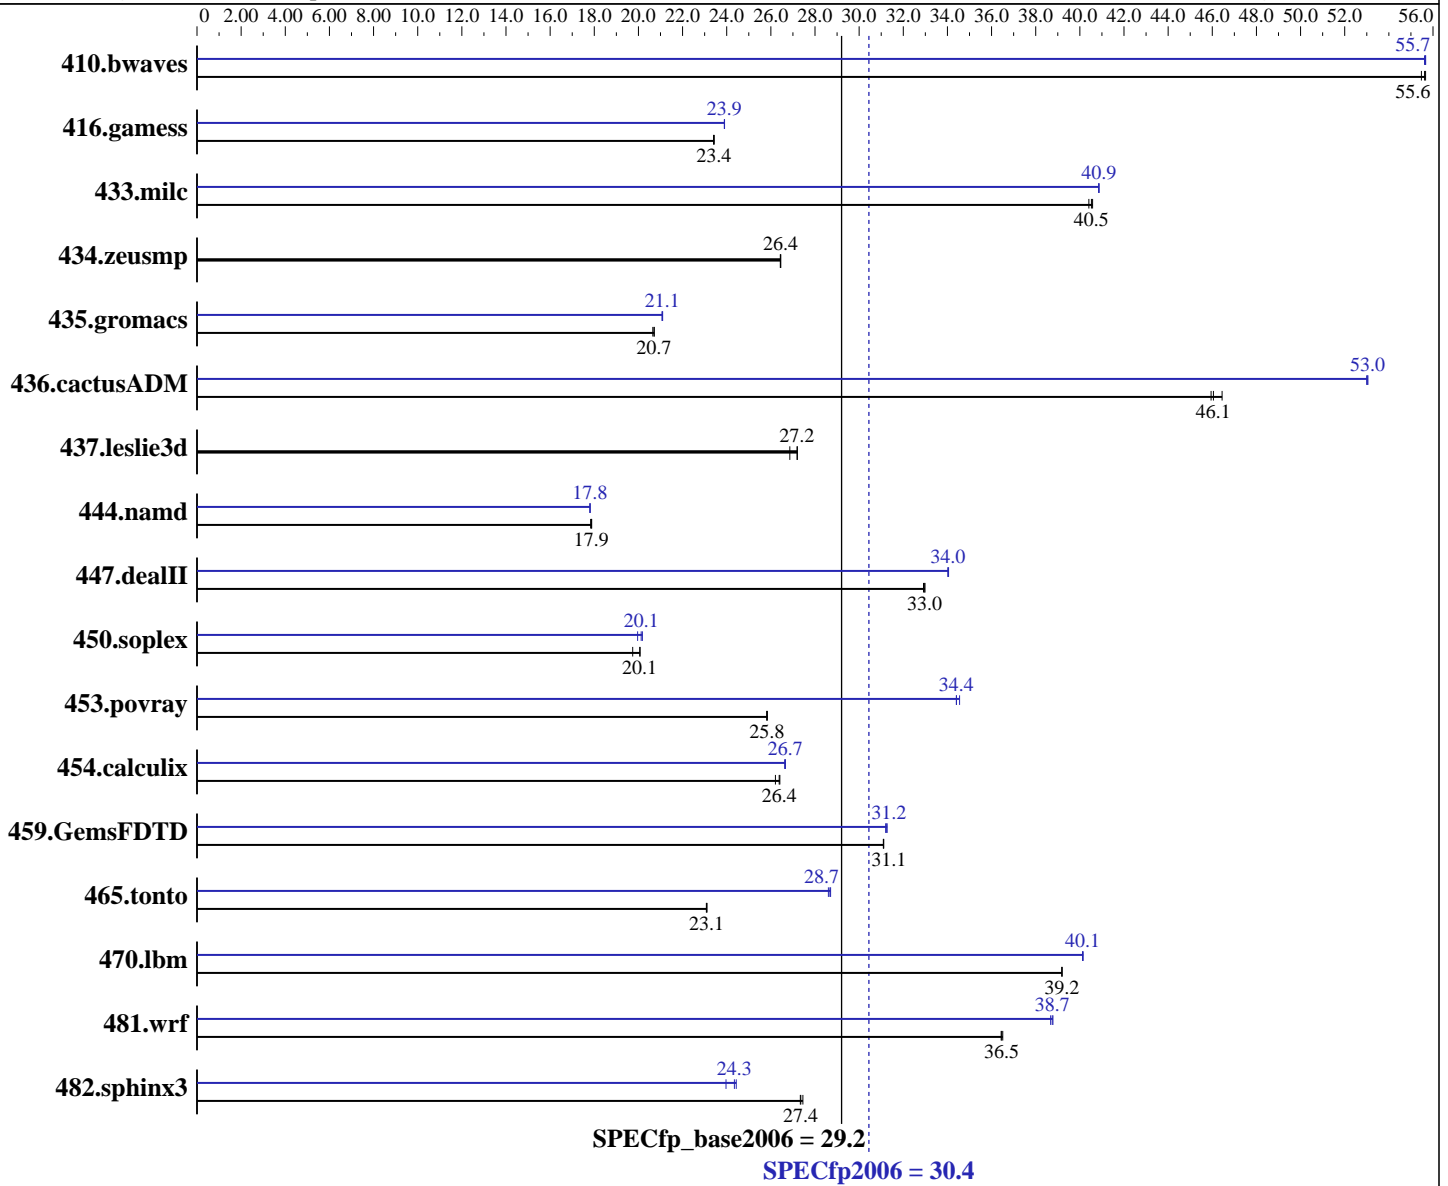 0 2.00 4.00 6.00 8.00 10.0 12.0 14.0 16.0 18.0 20.0 22.0 24.0 26.0 28.0 30.0 32.0 34.0 36.0 38.0 40.0 42.0 44.0 46.0 48.0 50.0 52.0 56.0
55.7
410.bwaves
55.6
23.9
416.gamess
23.4
40.9
433.milc
40.5
26.4
434.zeusmp
21.1
435.gromacs
20.7
53.0
436.cactusADM
46.1
27.2
437.leslie3d
17.8
444.namd
17.9
34.0
447.dealII
33.0
20.1
450.soplex
20.1
34.4
453.povray
25.8
26.7
454.calculix
26.4
31.2
459.GemsFDTD
31.1
28.7
465.tonto
23.1
40.1
470.lbm
39.2
38.7
481.wrf
36.5
24.3
482.sphinx3
27.4
SPECfp_base2006 = 29.2
SPECfp2006 = 30.4